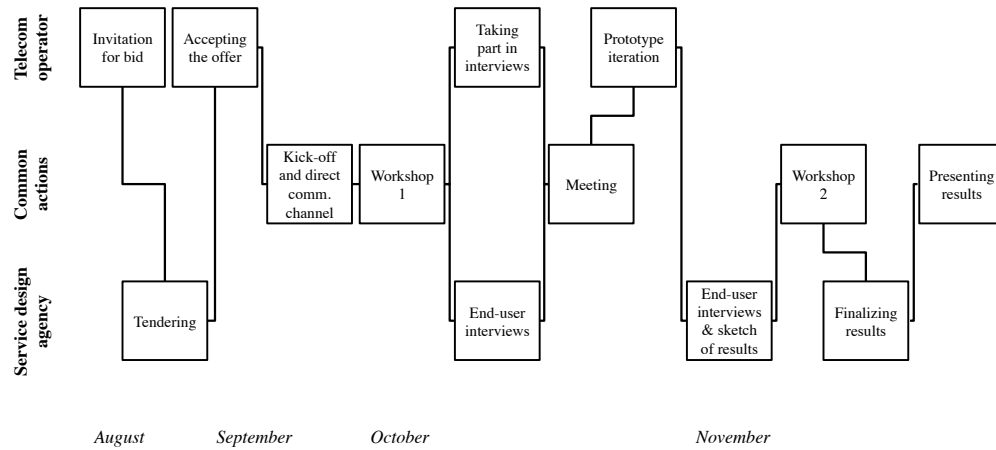 Telecom
operator
Invitation
for bid
Accepting
the offer
Taking
part in
interviews
Prototype
iteration
Common
actions
Kick-off
and direct
comm.
channel
Workshop
1
Meeting
Workshop
2
Presenting
results
Service design
agency
Tendering
End-user
interviews
End-user
interviews
& sketch
of results
Finalizing
results
August
September
October
November